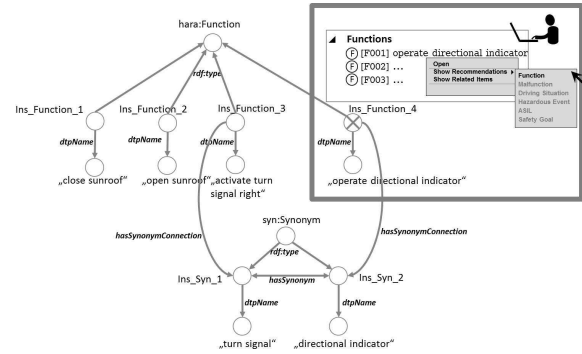 hara:Function
Functions
F [F001] operate directional indicator
F [F002] ...
F [F003] ...
Open
Show Recommendations
Show Related Items
Function
Malfunction
Driving Situation
Hazardous Event
ASIL
Safety Goal
rdf:type
Ins_Function_1
Ins_Function_2
Ins_Function_3
Ins_Function_4
dtpName
dtpName
dtpName
dtpName
„close sunroof“
„open sunroof“
„activate turn
signal right“
„operate directional indicator“
syn:Synonym
hasSynonymConnection
hasSynonymConnection
rdf:type
Ins_Syn_1
hasSynonym
Ins_Syn_2
dtpName
dtpName
„turn signal“
„directional indicator“